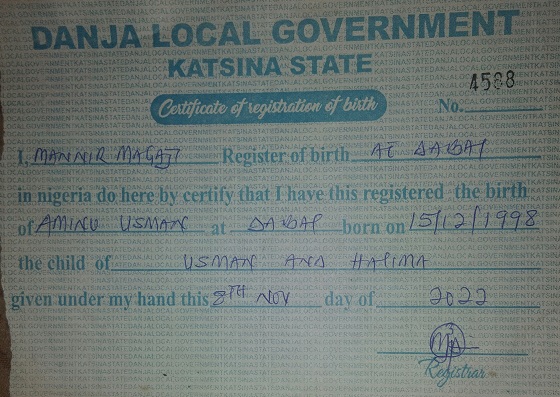 DANJA LOCAL GOVERNMENT
KATSINA STATE
Certificate of registration of birth
No. 4588
I, MANNIR MAGAJI Register of birth AT DABAI
in nigeria do here by certify that I have this registered the birth
of AMINU USMAN at DABAI born on 15/12/1998
the child of USMAN AND HALIMA
given under my hand this 8TH NOV day of 2022
Registrar